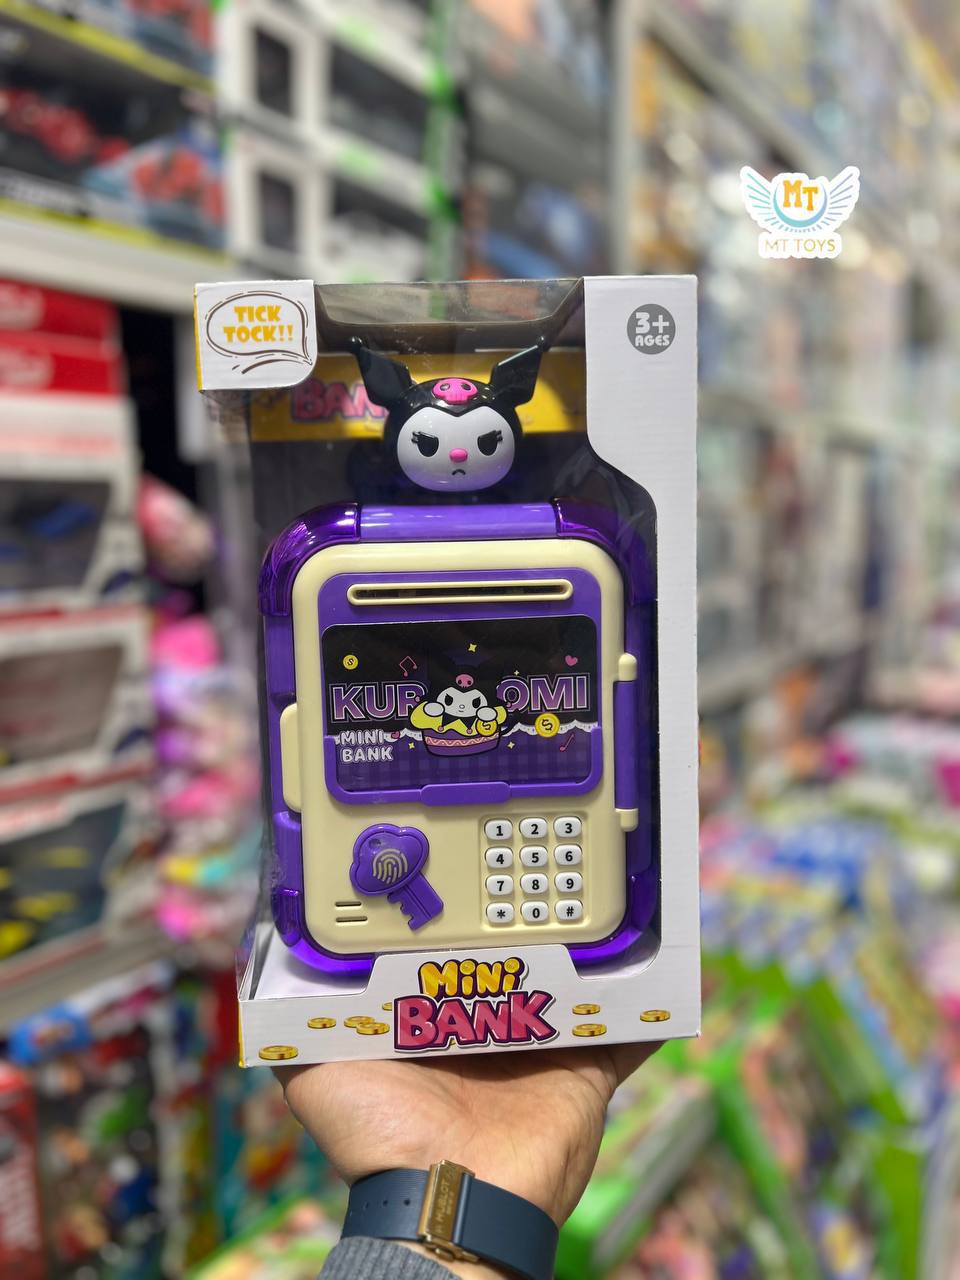 MT
MT TOYS
TICK
TOCK!!
3+
AGES
BAN
KUR OMI
MINI
BANK
1 2 3
4 5 6
7 8 9
* 0 #
MiNi
BANK
HUBLOT